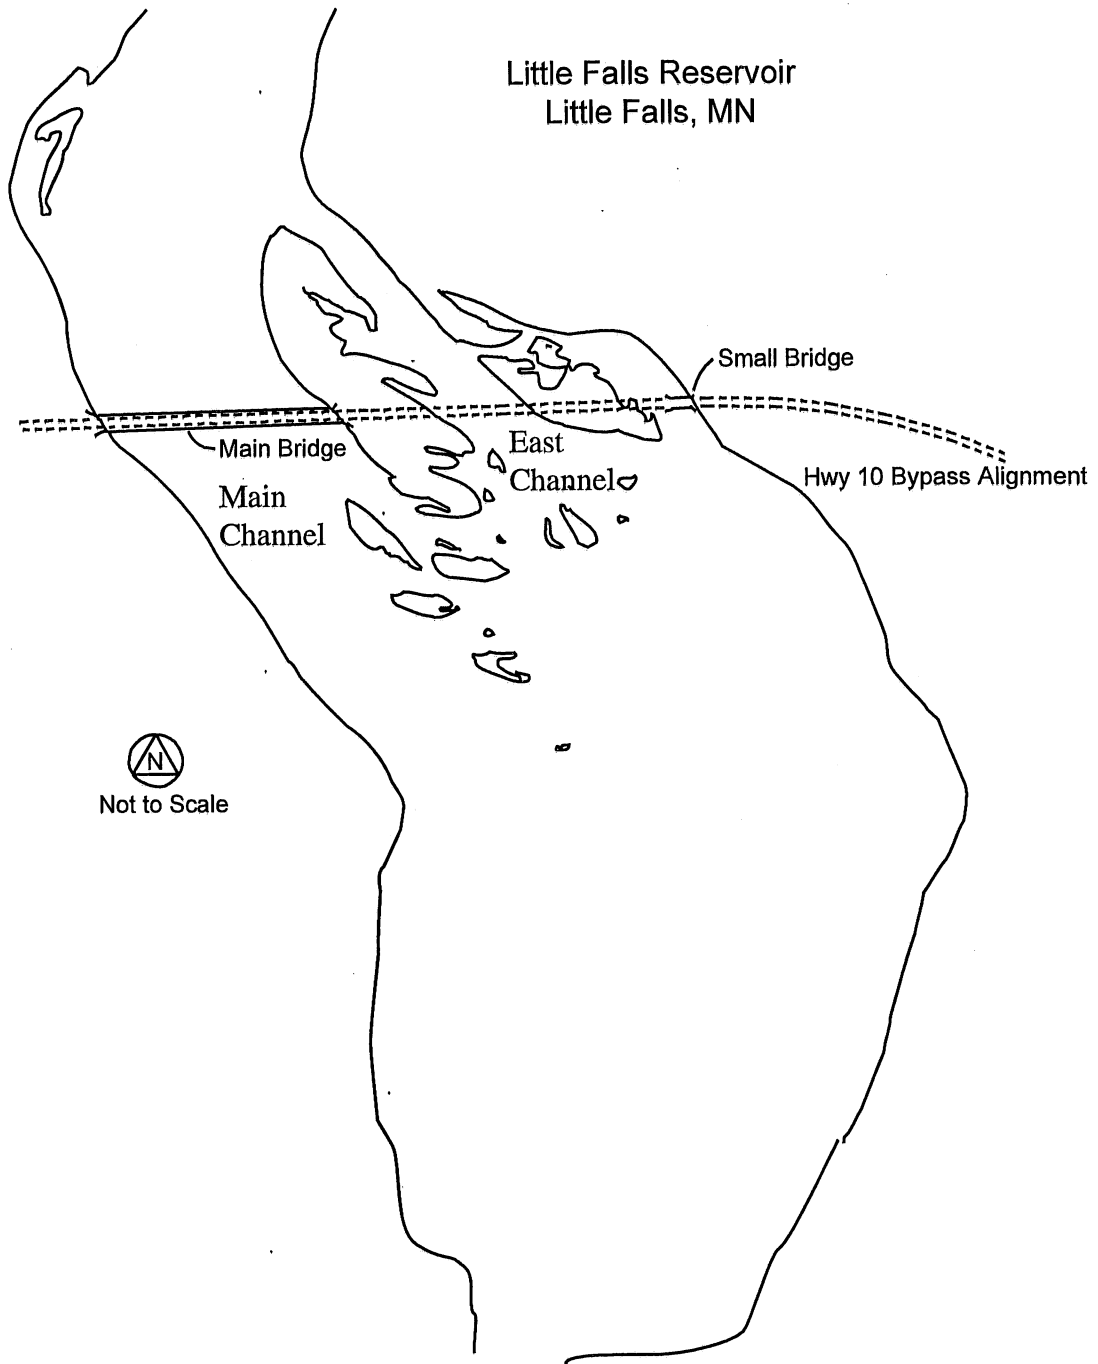 Little Falls Reservoir
Little Falls, MN
Small Bridge
Main Bridge
East
Channel
Hwy 10 Bypass Alignment
Main
Channel
N
Not to Scale